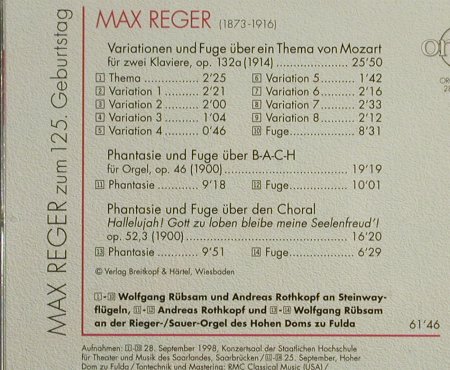 MAX REGER zum 125. Geburtstag
MAX REGER (1873-1916)
Variationen und Fuge über ein Thema von Mozart
für zwei Klaviere, op. 132a (1914) .................. 25'50
1 Thema ................ 2'25 6 Variation 5 ......... 1'42
2 Variation 1 .......... 2'21 7 Variation 6 ......... 2'16
3 Variation 2 .......... 2'00 8 Variation 7 ......... 2'33
4 Variation 3 .......... 1'04 9 Variation 8 ......... 2'12
5 Variation 4 .......... 0'46 10 Fuge .................. 8'31
Phantasie und Fuge über B-A-C-H
für Orgel, op. 46 (1900) .............................. 19'19
11 Phantasie ........... 9'18 12 Fuge ................ 10'01
Phantasie und Fuge über den Choral
Hallelujah! Gott zu loben bleibe meine Seelenfreud'!
op. 52,3 (1900) ........................................ 16'20
13 Phantasie ........... 9'51 14 Fuge .................. 6'29
© Verlag Breitkopf & Härtel, Wiesbaden
1-10 Wolfgang Rübsam und Andreas Rothkopf an Steinway-
flügeln, 11-12 Andreas Rothkopf und 13-14 Wolfgang Rübsam
an der Rieger-/Sauer-Orgel des Hohen Doms zu Fulda 61'46
Aufnahmen: 1-10 28. September 1998, Konzertsaal der Staatlichen Hochschule
für Theater und Musik des Saarlandes, Saarbrücken / 11-14 25. September, Hoher
Dom zu Fulda / Tontechnik und Mastering: RMC Classical Music (USA) /